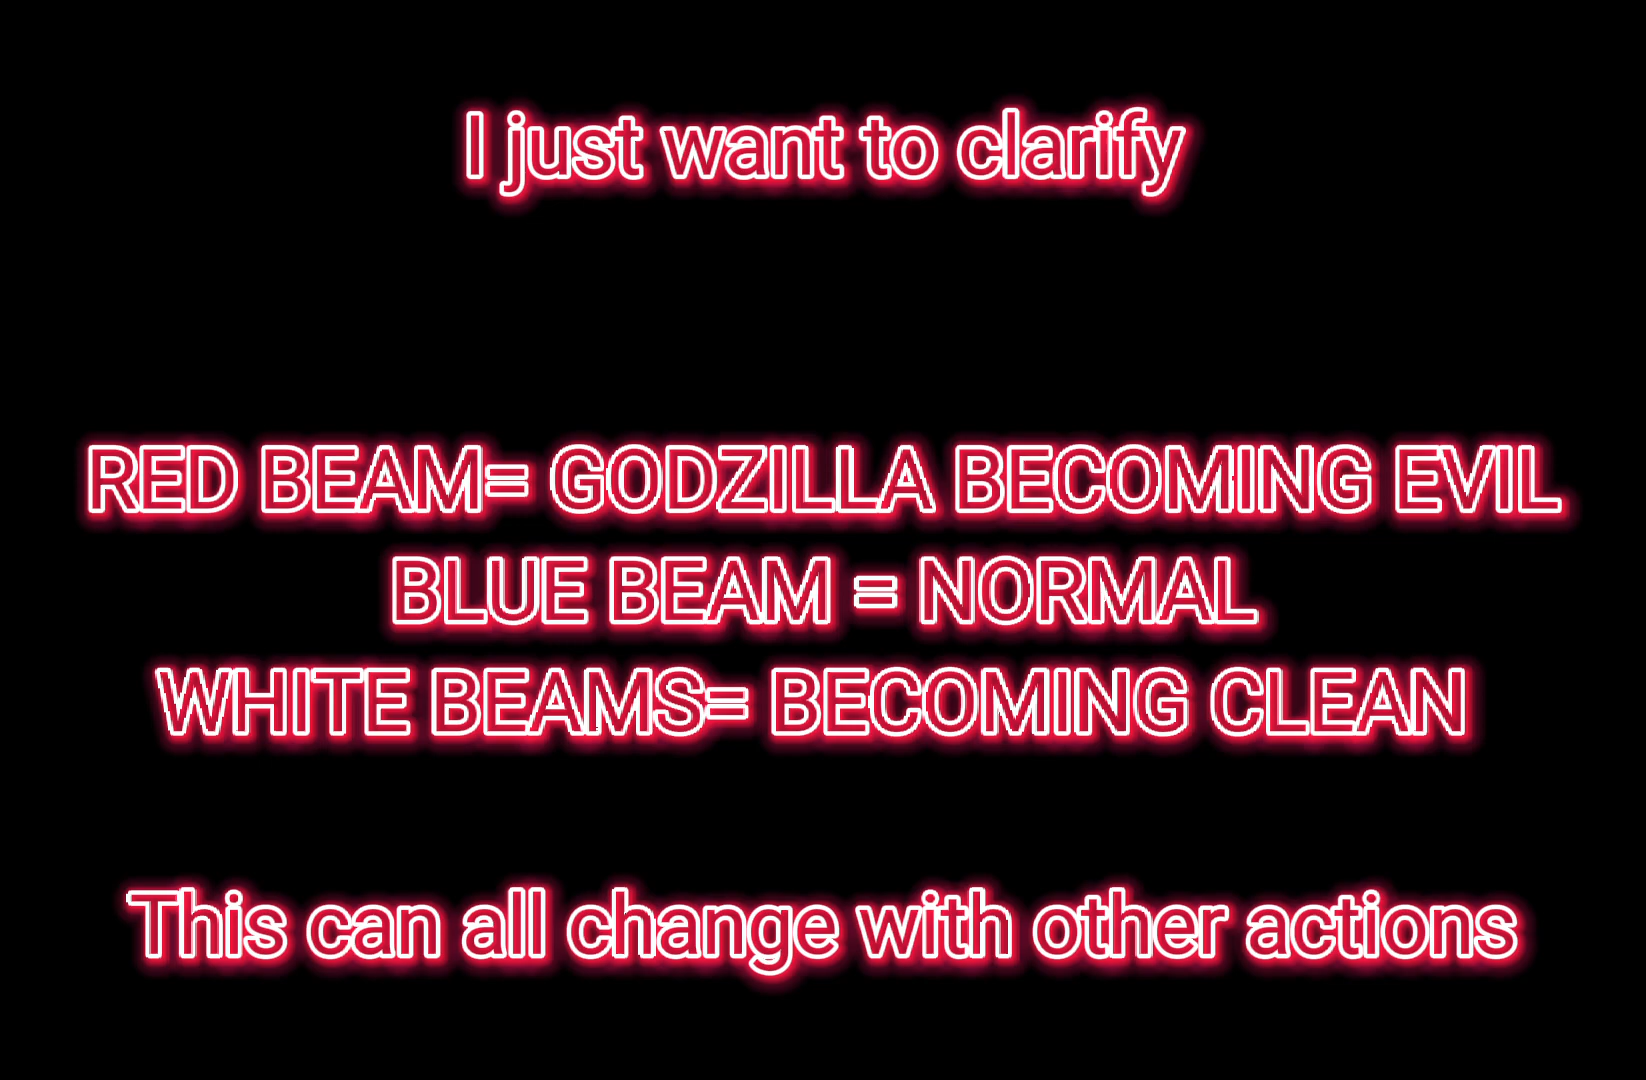 I just want to clarify
RED BEAM= GODZILLA BECOMING EVIL
BLUE BEAM = NORMAL
WHITE BEAMS= BECOMING CLEAN
This can all change with other actions